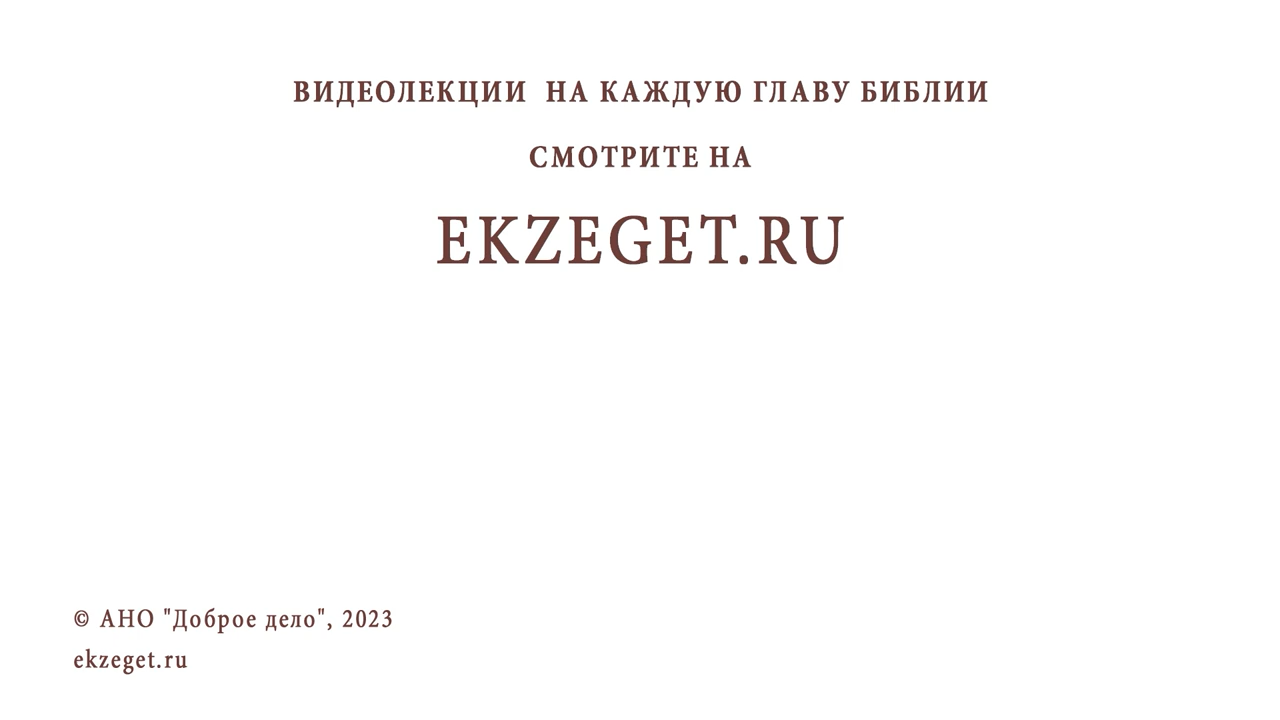 ВИДЕОЛЕКЦИИ НА КАЖДУЮ ГЛАВУ БИБЛИИ
СМОТРИТЕ НА
EKZEGET.RU
© АНО "Доброе дело", 2023
ekzeget.ru